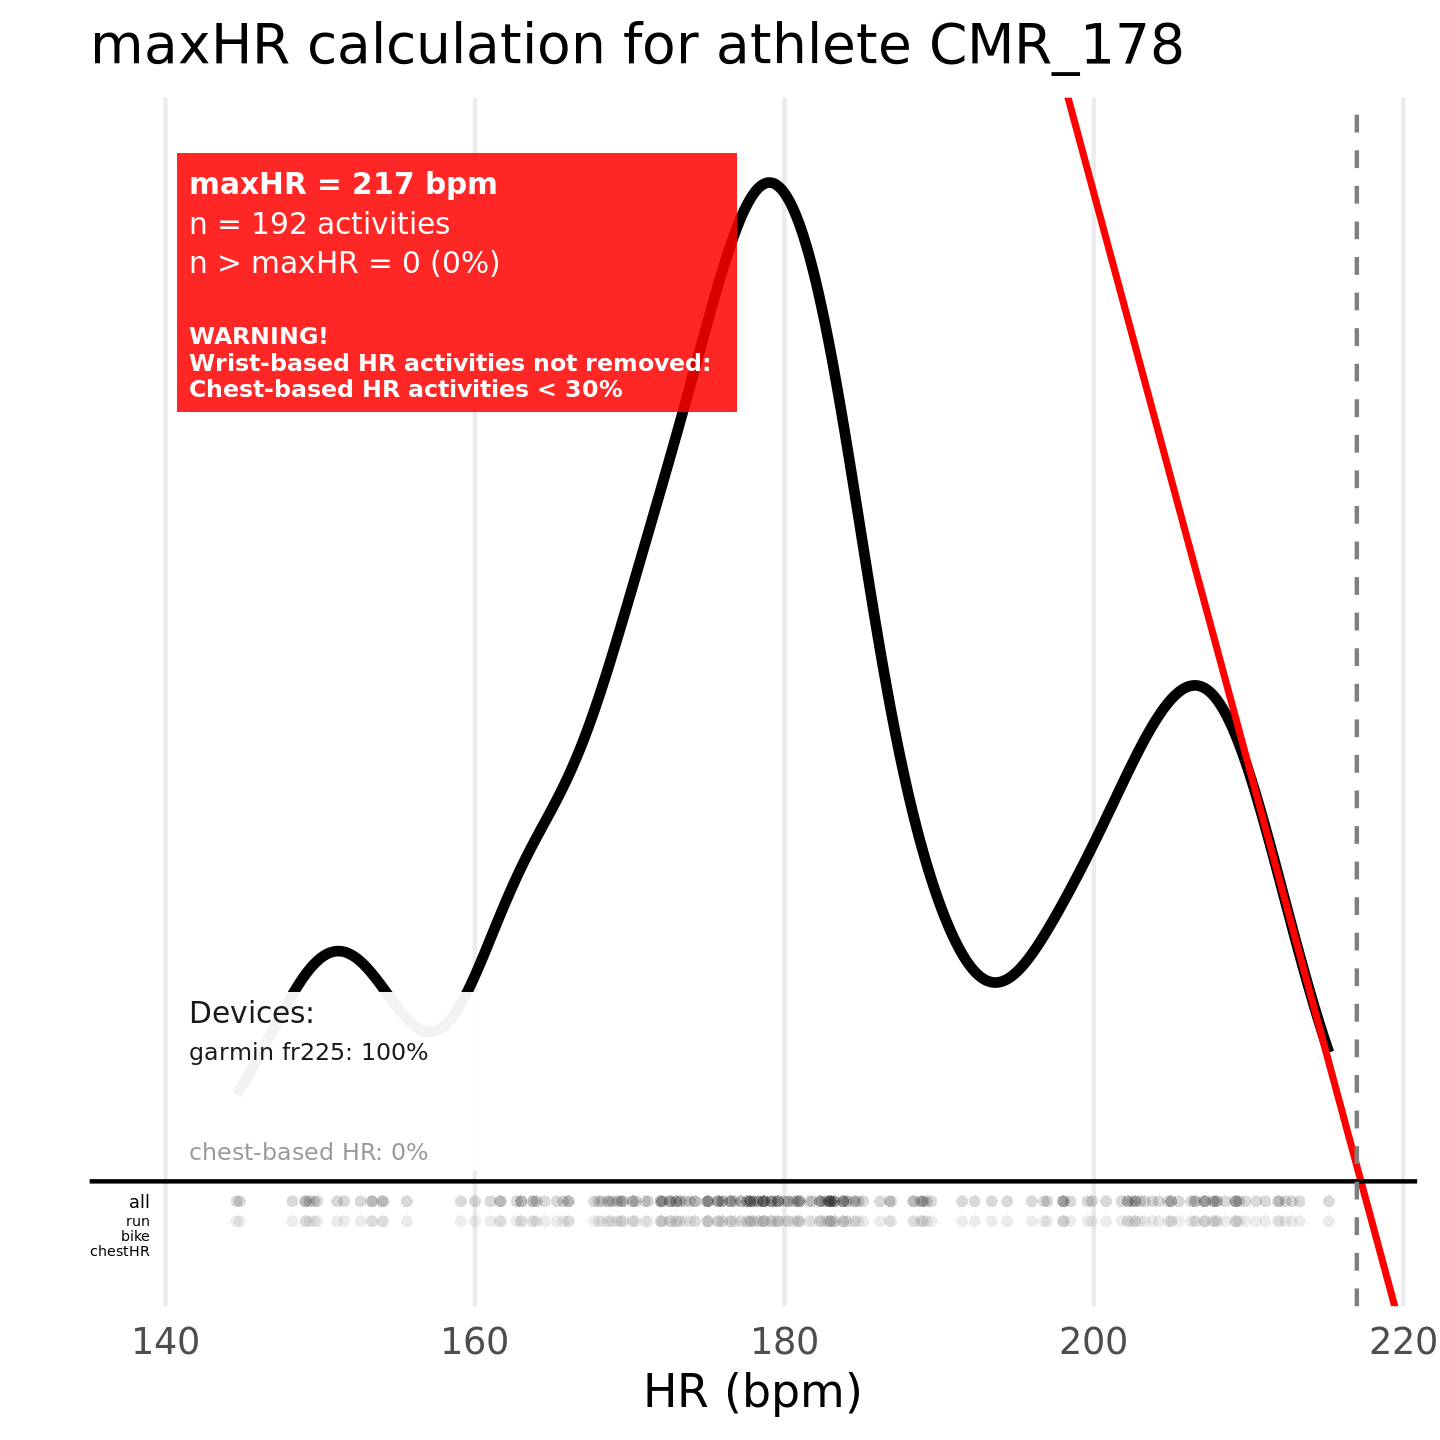 maxHR calculation for athlete CMR_178
maxHR = 217 bpm
n = 192 activities
n > maxHR = 0 (0%)
WARNING!
Wrist-based HR activities not removed:
Chest-based HR activities < 30%
Devices:
garmin fr225: 100%
chest-based HR: 0%
all
run
bike
chestHR
140 160 180 200 220
HR (bpm)